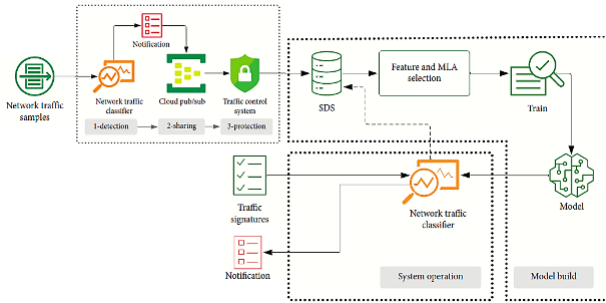 Notification
Network traffic
samples
Network traffic
classifier
Cloud pub/sub
Traffic control
system
1-detection
2-sharing
3-protection
SDS
Feature and MLA
selection
Train
Traffic
signatures
Network traffic
classifier
Model
Notification
System operation
Model build